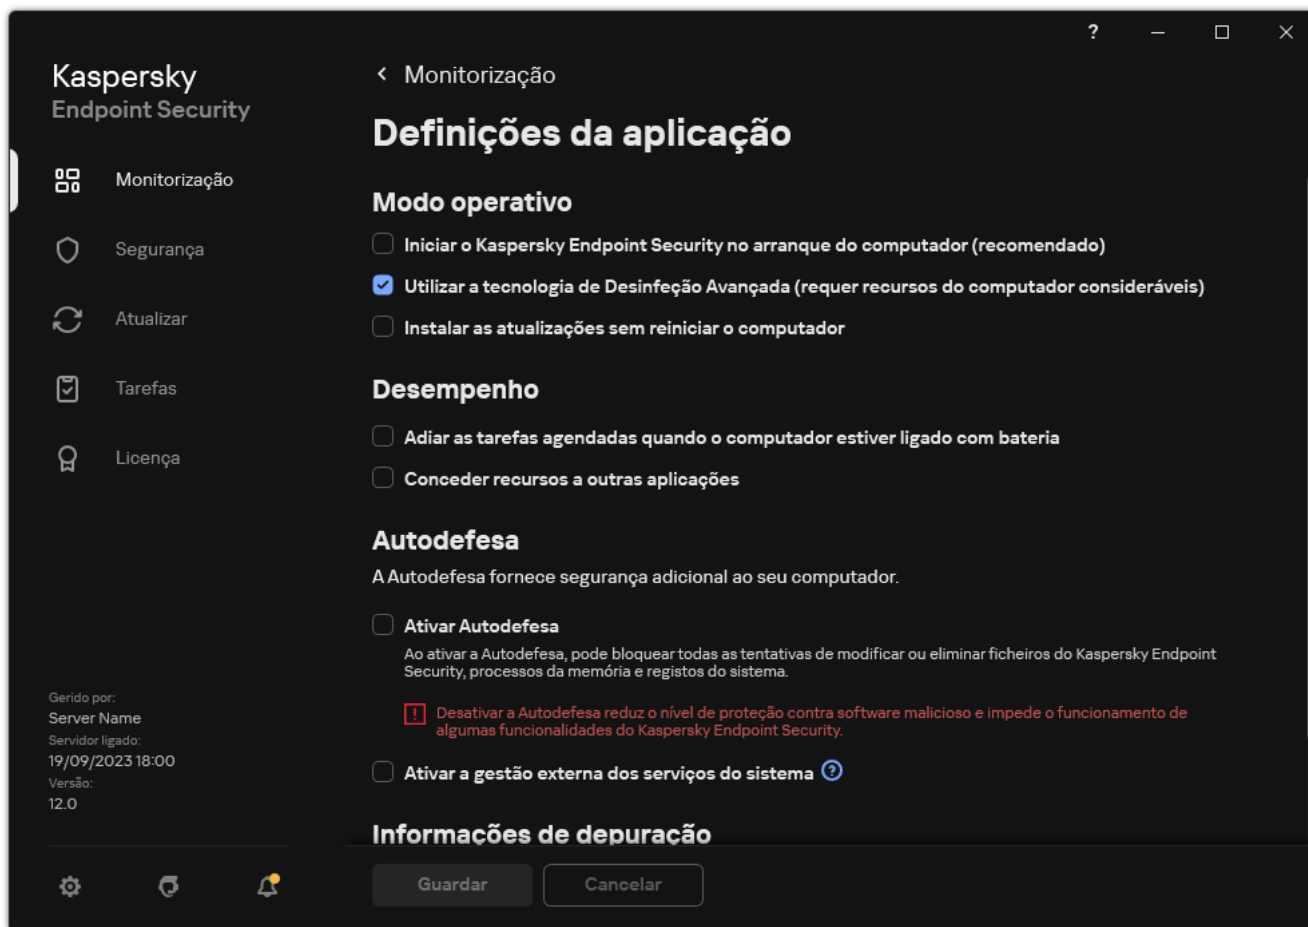 ?
Kaspersky
Endpoint Security
Monitorização
Segurança
Atualizar
Tarefas
Licença
Gerido por:
Server Name
Servidor ligado:
19/09/2023 18:00
Versão:
12.0
Monitorização
Definições da aplicação
Modo operativo
Iniciar o Kaspersky Endpoint Security no arranque do computador (recomendado)
Utilizar a tecnologia de Desinfeção Avançada (requer recursos do computador consideráveis)
Instalar as atualizações sem reiniciar o computador
Desempenho
Adiar as tarefas agendadas quando o computador estiver ligado com bateria
Conceder recursos a outras aplicações
Autodefesa
A Autodefesa fornece segurança adicional ao seu computador.
Ativar Autodefesa
Ao ativar a Autodefesa, pode bloquear todas as tentativas de modificar ou eliminar ficheiros do Kaspersky Endpoint
Security, processos da memória e registos do sistema.
Desativar a Autodefesa reduz o nível de proteção contra software malicioso e impede o funcionamento de
algumas funcionalidades do Kaspersky Endpoint Security.
Ativar a gestão externa dos serviços do sistema ?
Informações de depuração
Guardar
Cancelar